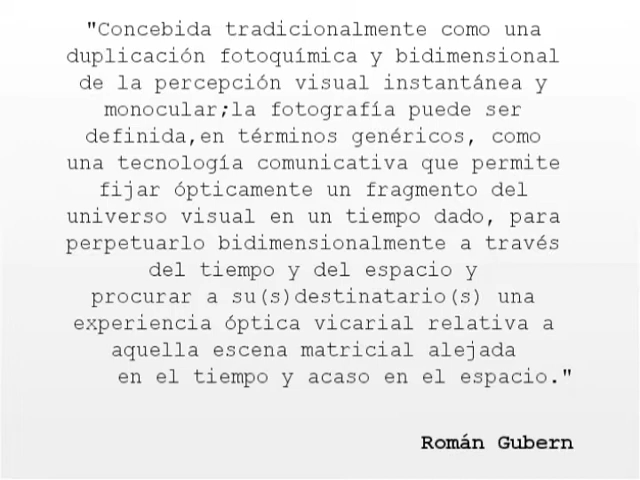 "Concebida tradicionalmente como una
duplicación fotoquímica y bidimensional
de la percepción visual instantánea y
monocular;la fotografía puede ser
definida,en términos genéricos, como
una tecnología comunicativa que permite
fijar ópticamente un fragmento del
universo visual en un tiempo dado, para
perpetuarlo bidimensionalmente a través
del tiempo y del espacio y
procurar a su(s)destinatario(s) una
experiencia óptica vicarial relativa a
aquella escena matricial alejada
en el tiempo y acaso en el espacio."
Román Gubern